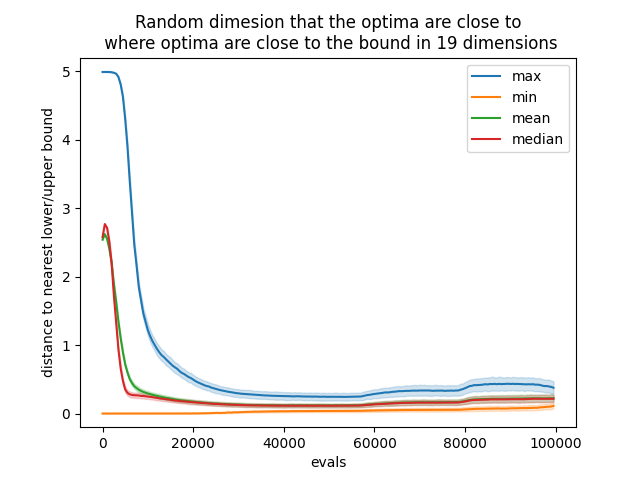 Random dimesion that the optima are close to
where optima are close to the bound in 19 dimensions
distance to nearest lower/upper bound
5
4
3
2
1
0
max
min
mean
median
0
20000
40000
60000
80000
100000
evals